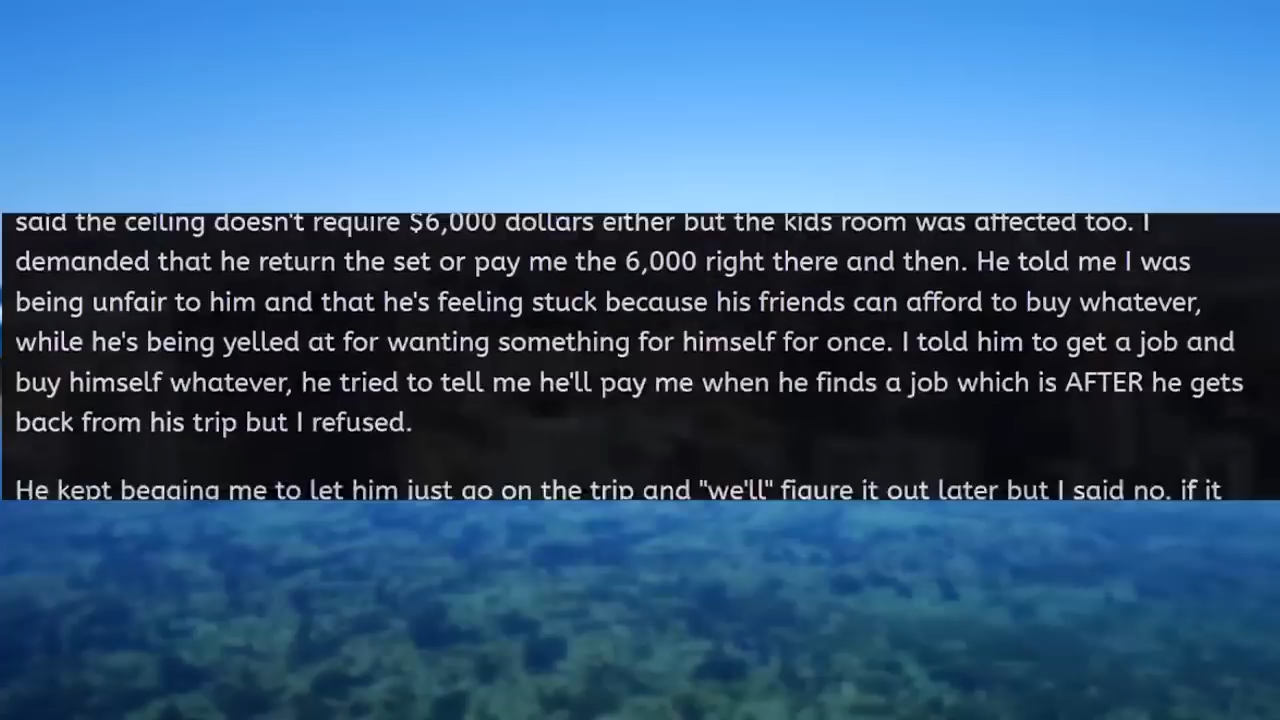 said the ceiling doesn't require $6,000 dollars either but the kids room was affected too. I
demanded that he return the set or pay me the 6,000 right there and then. He told me I was
being unfair to him and that he's feeling stuck because his friends can afford to buy whatever,
while he's being yelled at for wanting something for himself for once. I told him to get a job and
buy himself whatever, he tried to tell me he'll pay me when he finds a job which is AFTER he gets
back from his trip but I refused.
He kept begging me to let him just go on the trip and "we'll" figure it out later but I said no. if it